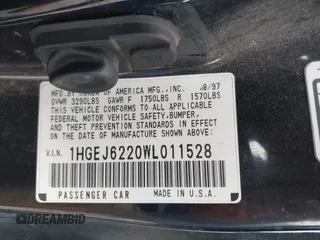 MFD. BY HONDA OF AMERICA MFG., INC. 9/97
GVWR 3290LBS GAWR F 1750LBS R 1570LBS
THIS VEHICLE CONFORMS TO ALL APPLICABLE
FEDERAL MOTOR VEHICLE SAFETY, BUMPER,
AND THEFT PREVENTION STANDARDS IN EFFECT ON
THE DATE OF MANUFACTURE SHOWN ABOVE.
V.I.N. 1HGEJ6220WL011528
PASSENGER CAR MADE IN U.S.A.
DREAMBID